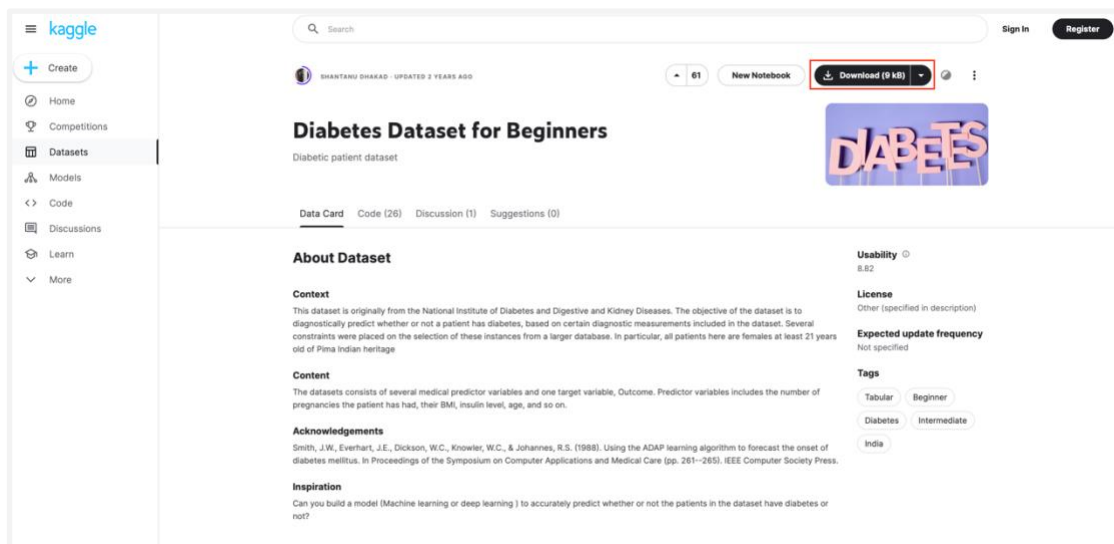 kaggle
Search
Sign In
Register
Create
Home
Competitions
Datasets
Models
Code
Discussions
Learn
More
SHANTANU DHAKAD · UPDATED 2 YEARS AGO
61
New Notebook
Download (9 kB)
Diabetes Dataset for Beginners
Diabetic patient dataset
DIABETES
Data Card Code (26) Discussion (1) Suggestions (0)
About Dataset
Context
This dataset is originally from the National Institute of Diabetes and Digestive and Kidney Diseases. The objective of the dataset is to
diagnostically predict whether or not a patient has diabetes, based on certain diagnostic measurements included in the dataset. Several
constraints were placed on the selection of these instances from a larger database. In particular, all patients here are females at least 21 years
old of Pima Indian heritage
Content
The datasets consists of several medical predictor variables and one target variable, Outcome. Predictor variables includes the number of
pregnancies the patient has had, their BMI, insulin level, age, and so on.
Acknowledgements
Smith, J.W., Everhart, J.E., Dickson, W.C., Knowler, W.C., & Johannes, R.S. (1988). Using the ADAP learning algorithm to forecast the onset of
diabetes mellitus. In Proceedings of the Symposium on Computer Applications and Medical Care (pp. 261--265). IEEE Computer Society Press.
Inspiration
Can you build a model (Machine learning or deep learning ) to accurately predict whether or not the patients in the dataset have diabetes or
not?
Usability
8.82
License
Other (specified in description)
Expected update frequency
Not specified
Tags
Tabular Beginner
Diabetes Intermediate
India